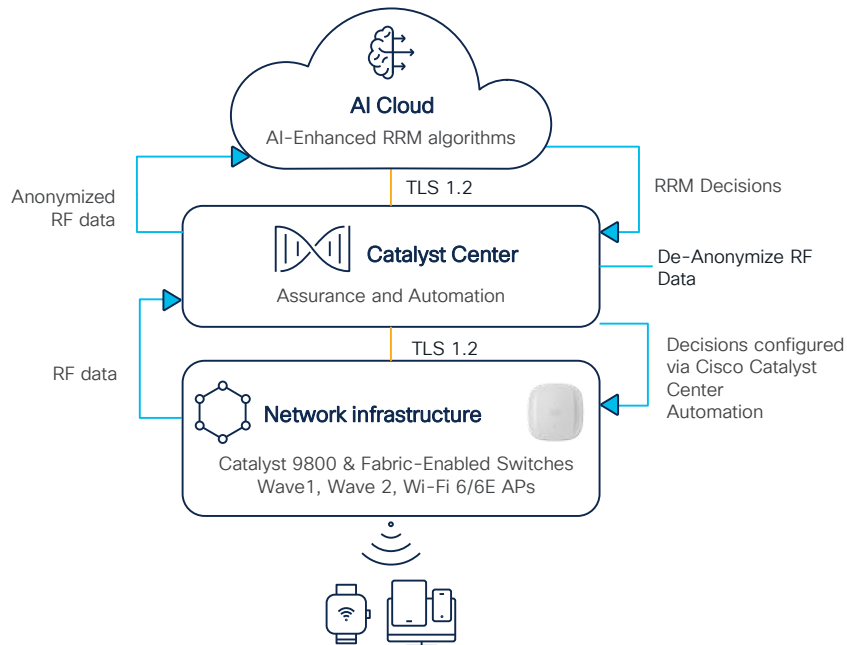 AI Cloud
AI-Enhanced RRM algorithms
TLS 1.2
Anonymized
RF data
RRM Decisions
Catalyst Center
Assurance and Automation
De-Anonymize RF
Data
TLS 1.2
RF data
Decisions configured
via Cisco Catalyst
Center
Automation
Network infrastructure
Catalyst 9800 & Fabric-Enabled Switches
Wave1, Wave 2, Wi-Fi 6/6E APs